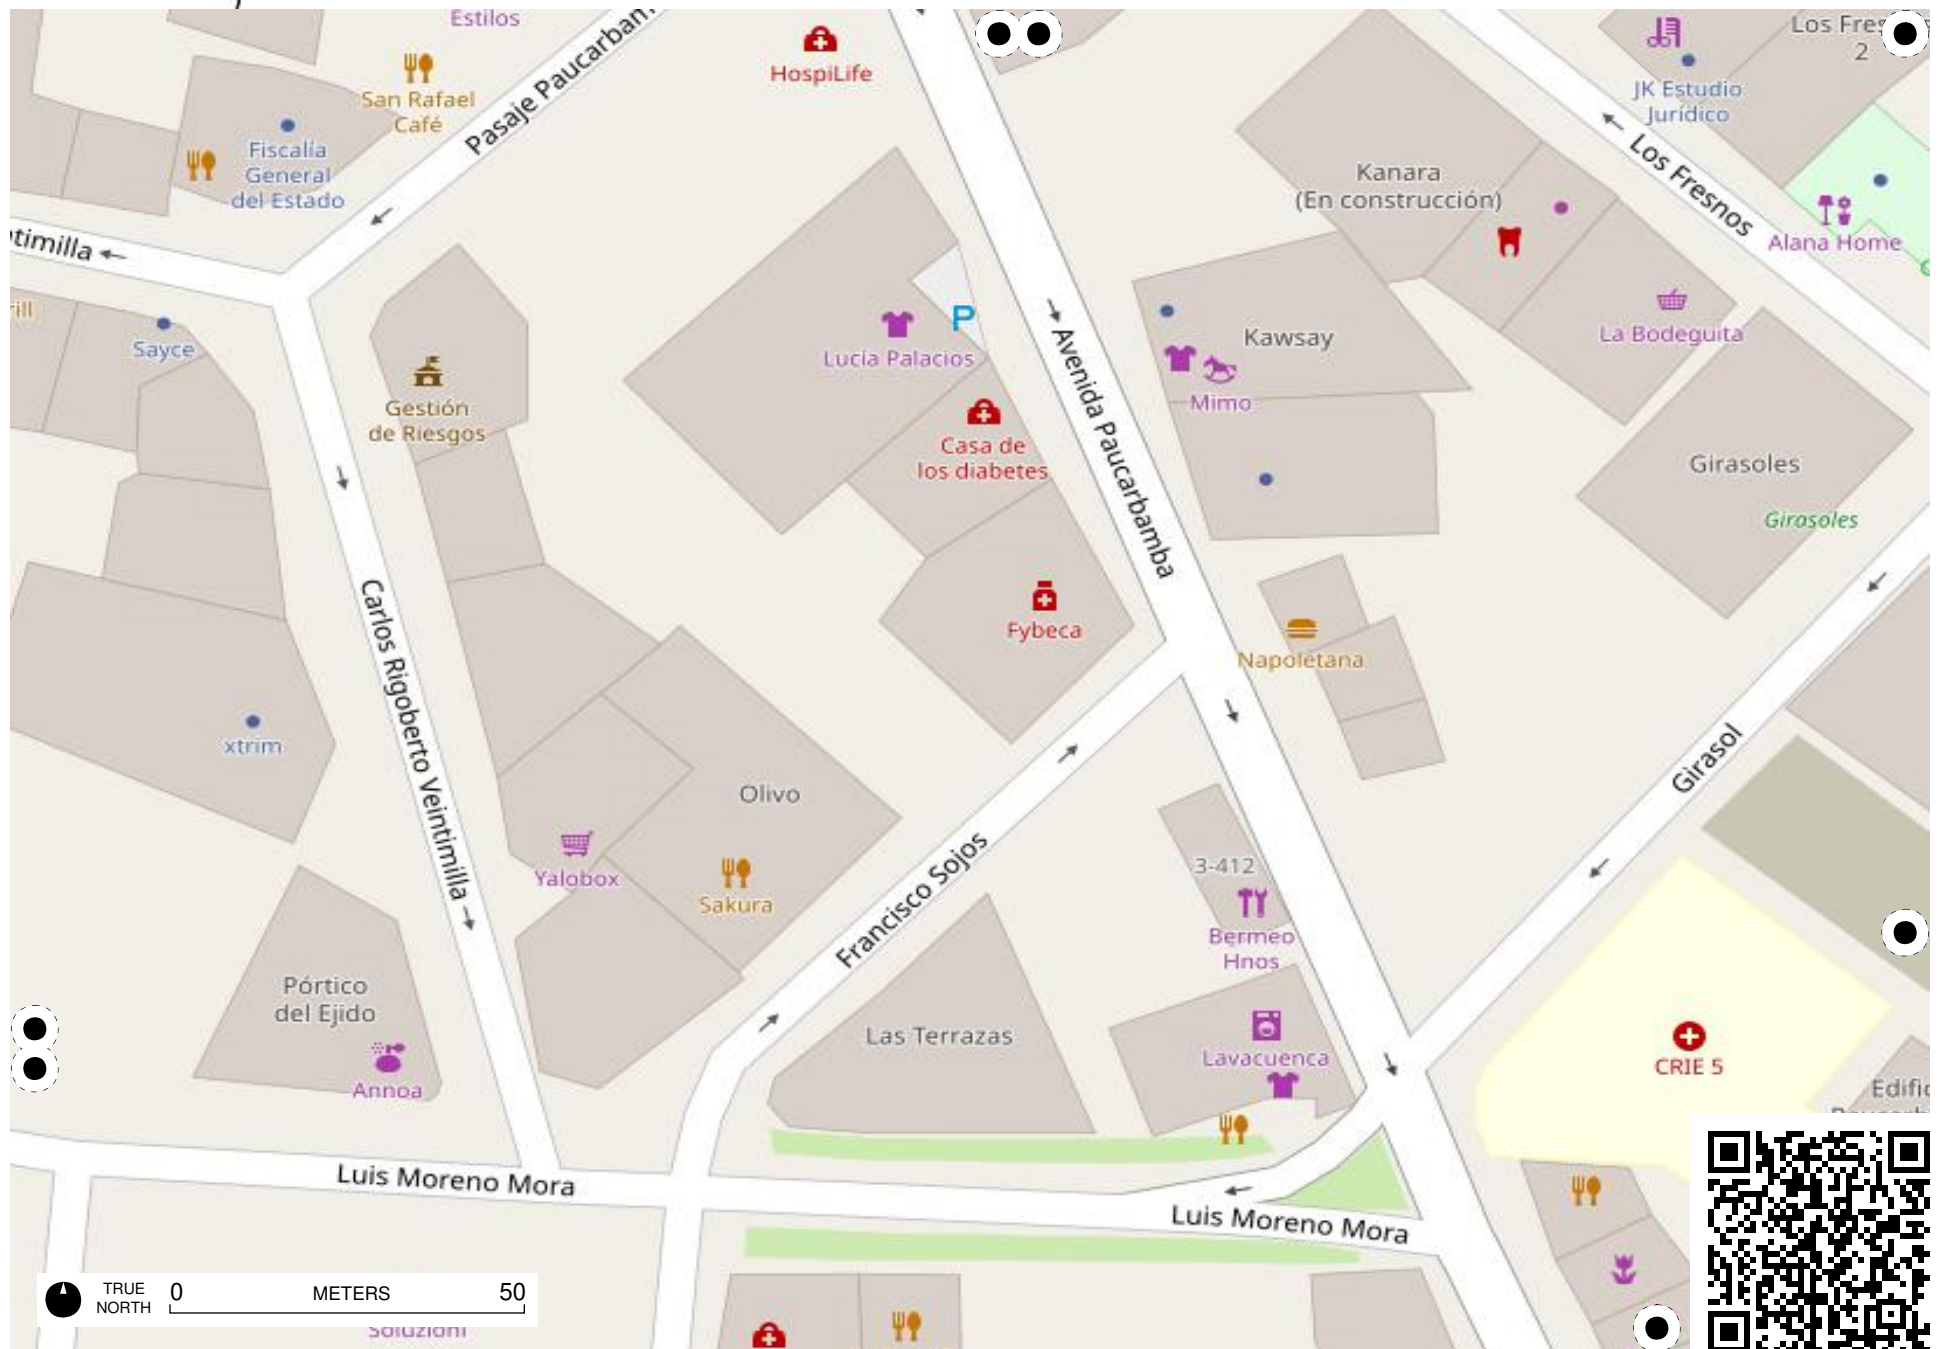 Estilos
HospiLife
San Rafael
Café
Fiscalía
General
del Estado
Los
2
JK Estudio
Jurídico
Los Fresnos
Alana Home
Kanara
(En construcción)
La Bodeguita
Sayce
Lucía Palacios
P
Kawsay
Mimo
Gestión
de Riesgos
Casa de
los diabetes
Avenida Paucarbamba
Girasoles
Girasoles
Fybeca
Napoletana
Carlos Rigoberto Veintimilla
xtrim
Olivo
Girasol
Yalobox
Sakura
Francisco Sojos
3-412
Bermeo
Hnos
Pórtico
del Ejido
Annoa
Las Terrazas
Lavacuenca
CRIE 5
Luis Moreno Mora
Luis Moreno Mora
TRUE
NORTH
0 METERS 50
Pasaje